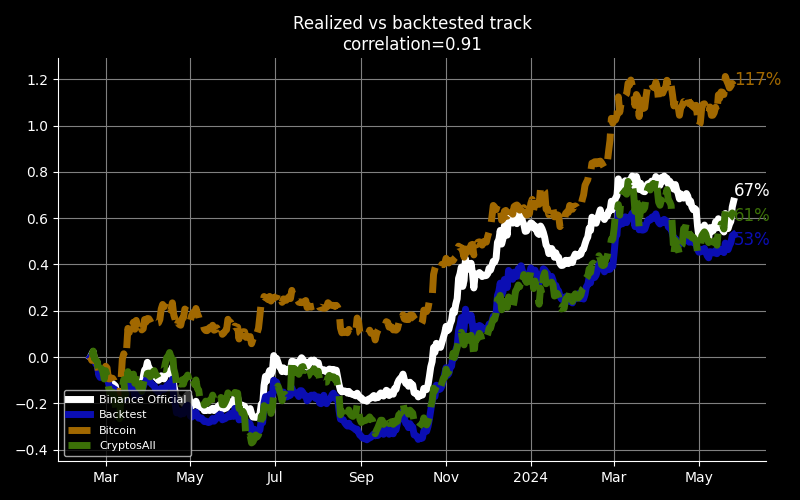 Realized vs backtested track
correlation=0.91
1.2
1.0
0.8
0.6
0.4
0.2
0.0
−0.2
−0.4
117%
67%
61%
53%
Binance Official
Backtest
Bitcoin
CryptosAll
Mar May Jul Sep Nov 2024 Mar May